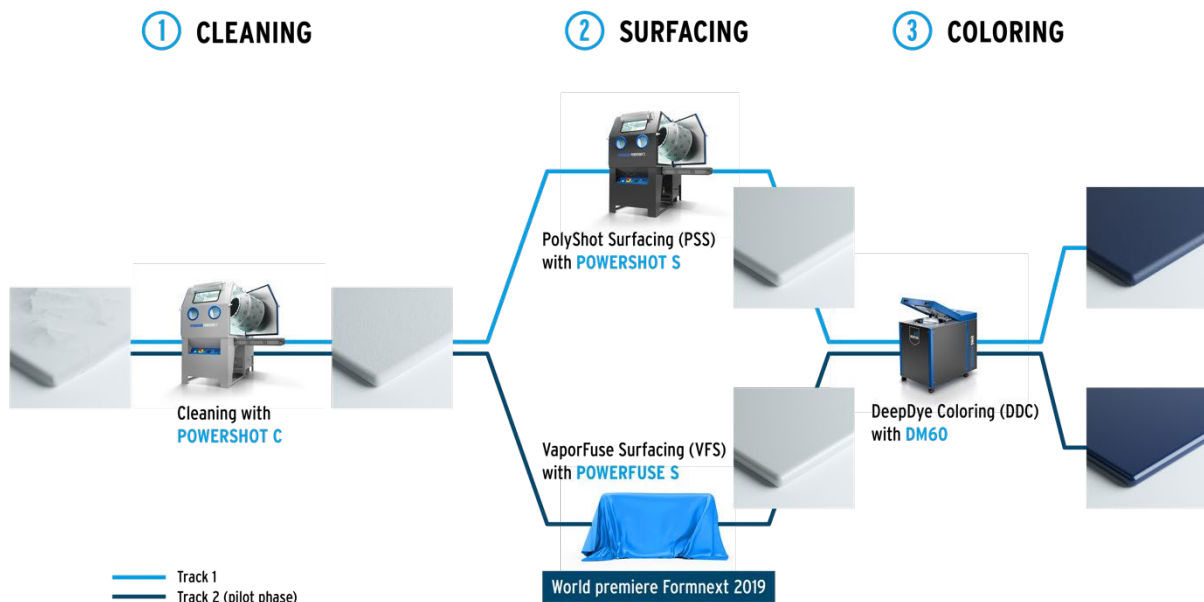 1 CLEANING
2 SURFACING
3 COLORING
PolyShot Surfacing (PSS)
with POWERSHOT S
Cleaning with
POWERSHOT C
DeepDye Coloring (DDC)
with DM60
VaporFuse Surfacing (VFS)
with POWERFUSE S
World premiere Formnext 2019
Track 1
Track 2 (pilot phase)